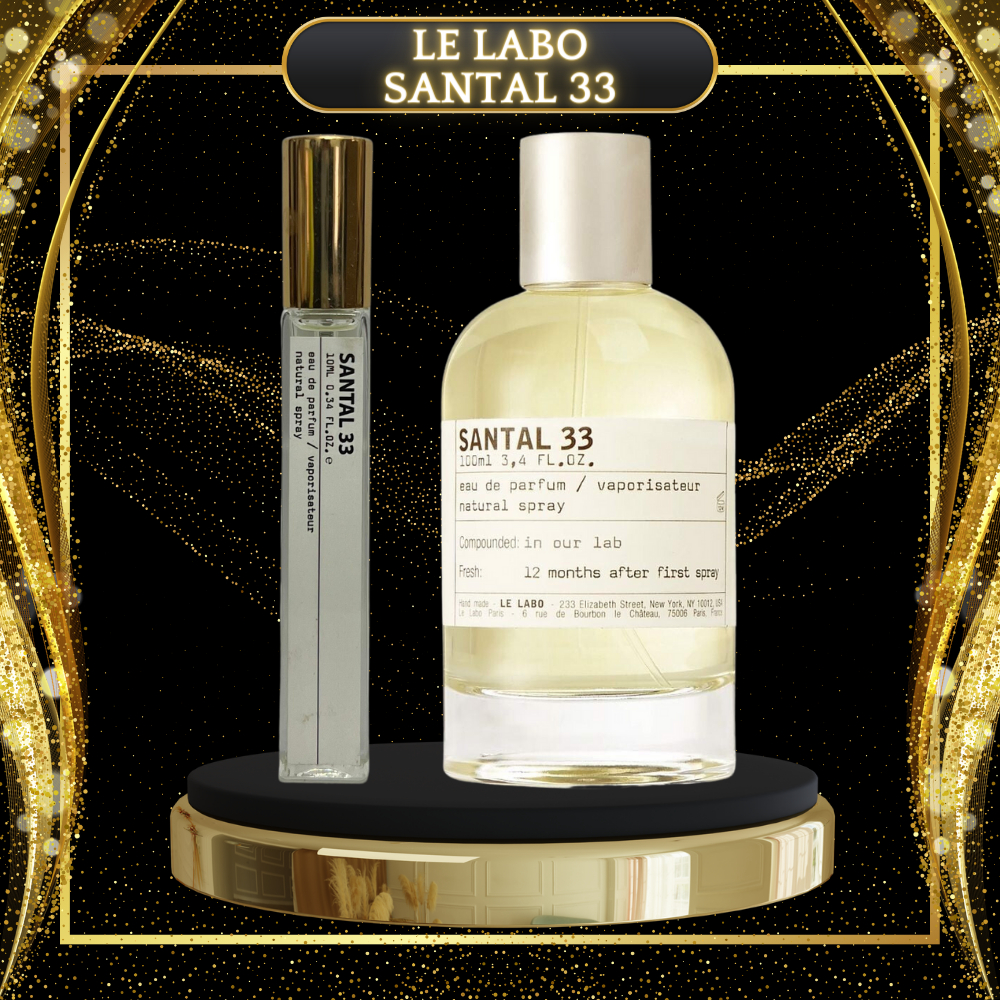 LE LABO
SANTAL 33
SANTAL 33
10ML 0.34 FL.OZ. e
eau de parfum / vaporisateur
natural spray
SANTAL 33
100ml 3,4 FL.OZ.
eau de parfum / vaporisateur
natural spray
Compounded: in our lab
Fresh: 12 months after first spray
Hand made - LE LABO - 233 Elizabeth Street, New York, NY 10012, USA
Le Labo Paris - 6 rue de Bourbon le Château, 75006 Paris, France